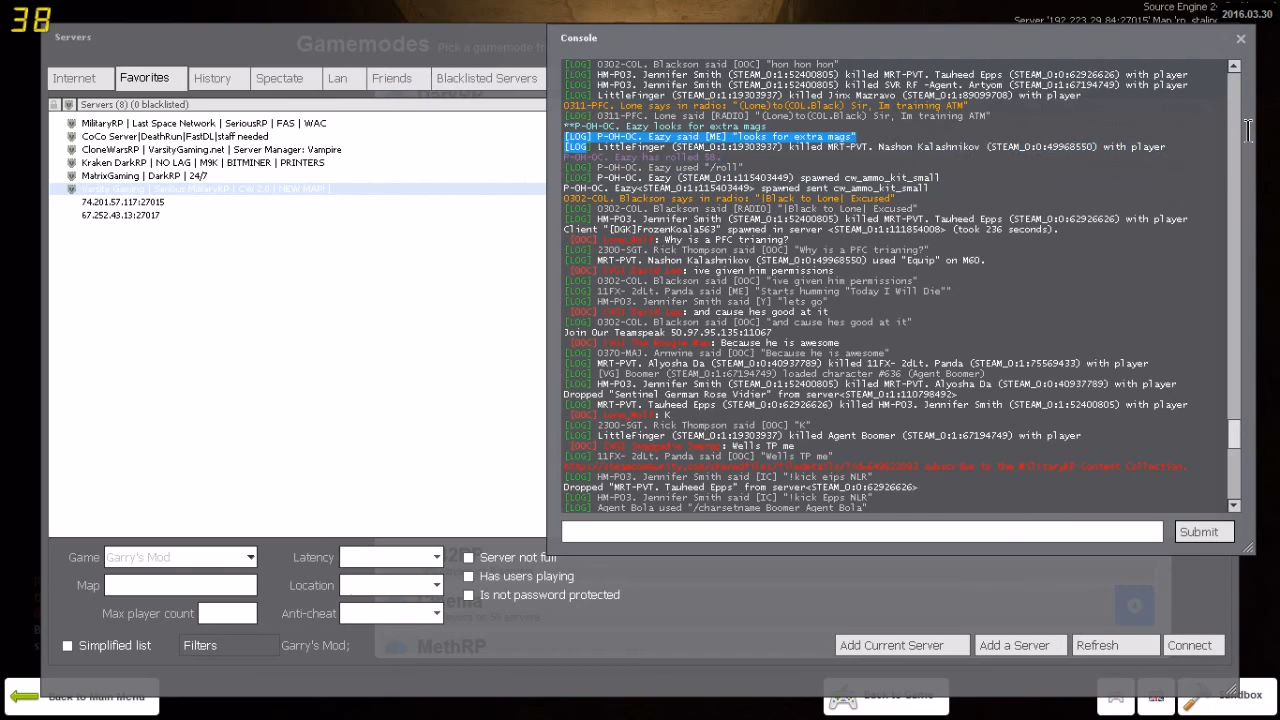 38
Source Engine 2
2016.03.30
Server '192.223.29.84:27015' Map 'rp_stalin
Servers
Gamemodes
Pick a gamemode
Internet
Favorites
History
Spectate
Lan
Friends
Blacklisted Servers
Servers (8) (0 blacklisted)
MilitaryRP | Last Space Network | SeriousRP | FAS | WAC
CoCo Server|DeathRun|FastDL|staff needed
CloneWarsRP | VarsityGaming.net | Server Manager: Vampire
Kraken DarkRP | NO LAG | M9K | BITMINER | PRINTERS
MatrixGaming | DarkRP | 24/7
Varsity Gaming | Serious MilitaryRP | CW 2.0 | NEW MAP! |
74.201.57.117:27015
67.252.43.13:27017
Console
[LOG] 0302-COL. Blackson said [OOC] "hon hon hon"
[LOG] HM-PO3. Jennifer Smith (STEAM_0:1:52400805) killed MRT-PVT. Tauheed Epps (STEAM_0:0:62926626) with player
[LOG] HM-PO3. Jennifer Smith (STEAM_0:1:52400805) killed SVR RF -Agent. Artyom (STEAM_0:1:67194749) with player
[LOG] LittleFinger (STEAM_0:1:19303937) killed Jinx Mazravo (STEAM_0:0:89099708) with player
0311-PFC. Lone says in radio: "(Lone)to(COL.Black) Sir, Im training ATM"
[LOG] 0311-PFC. Lone said [RADIO] "(Lone)to(COL.Black) Sir, Im training ATM"
**P-OH-OC. Eazy looks for extra mags
[LOG] P-OH-OC. Eazy said [ME] "looks for extra mags"
[LOG] LittleFinger (STEAM_0:1:19303937) killed MRT-PVT. Nashon Kalashnikov (STEAM_0:0:49968550) with player
P-OH-OC. Eazy has rolled 58.
[LOG] P-OH-OC. Eazy used "/roll"
[LOG] P-OH-OC. Eazy (STEAM_0:1:115403449) spawned cw_ammo_kit_small
P-OH-OC. Eazy<STEAM_0:1:115403449> spawned sent cw_ammo_kit_small
0302-COL. Blackson says in radio: "|Black to Lone| Excused"
[LOG] 0302-COL. Blackson said [RADIO] "|Black to Lone| Excused"
[LOG] HM-PO3. Jennifer Smith (STEAM_0:1:52400805) killed MRT-PVT. Tauheed Epps (STEAM_0:0:62926626) with player
Client "[DGK]FrozenKoala563" spawned in server <STEAM_0:1:111854008> (took 236 seconds).
[OOC] Lone_Wolf: Why is a PFC trianing?
[LOG] 2300-SGT. Rick Thompson said [OOC] "Why is a PFC trianing?"
[LOG] MRT-PVT. Nashon Kalashnikov (STEAM_0:0:49968550) used "Equip" on M60.
[OOC] : ive given him permissions
[LOG] 0302-COL. Blackson said [OOC] "ive given him permissions"
[LOG] 11FX- 2dLt. Panda said [ME] "Starts humming "Today I Will Die""
[LOG] HM-PO3. Jennifer Smith said [Y] "lets go"
[OOC] : and cause hes good at it
[LOG] 0302-COL. Blackson said [OOC] "and cause hes good at it"
Join Our Teamspeak 50.97.95.135:11067
[OOC] : Because he is awesome
[LOG] 0370-MAJ. Arnwine said [OOC] "Because he is awesome"
[LOG] MRT-PVT. Alyosha Da (STEAM_0:0:40937789) killed 11FX- 2dLt. Panda (STEAM_0:1:75569433) with player
[LOG] [VG] Boomer (STEAM_0:1:67194749) loaded character #636 (Agent Boomer)
[LOG] HM-PO3. Jennifer Smith (STEAM_0:1:52400805) killed MRT-PVT. Alyosha Da (STEAM_0:0:40937789) with player
Dropped "Sentinel German Rose Vidier" from server<STEAM_0:1:110798492>
[LOG] MRT-PVT. Tauheed Epps (STEAM_0:0:62926626) killed HM-PO3. Jennifer Smith (STEAM_0:1:52400805) with player
[OOC] Lone_Wolf: K
[LOG] 2300-SGT. Rick Thompson said [OOC] "K"
[LOG] LittleFinger (STEAM_0:1:19303937) killed Agent Boomer (STEAM_0:1:67194749) with player
[OOC] : Wells TP me
[LOG] 11FX- 2dLt. Panda said [OOC] "Wells TP me"
subscribe to the MilitaryRP Content Collection.
[LOG] HM-PO3. Jennifer Smith said [IC] "!kick eips NLR"
Dropped "MRT-PVT. Tauheed Epps" from server<STEAM_0:0:62926626>
[LOG] HM-PO3. Jennifer Smith said [IC] "!kick Epps NLR"
[LOG] Agent Bola used "/charsetname Boomer Agent Bola"
Submit
Game
Garry's Mod
Latency
Server not full
Map
Location
Has users playing
Max player count
Anti-cheat
Is not password protected
Cinema
Simplified list
Filters
Garry's Mod;
MethRP
Add Current Server
Add a Server
Refresh
Connect
Back to Main Menu
Back to Game
Sandbox